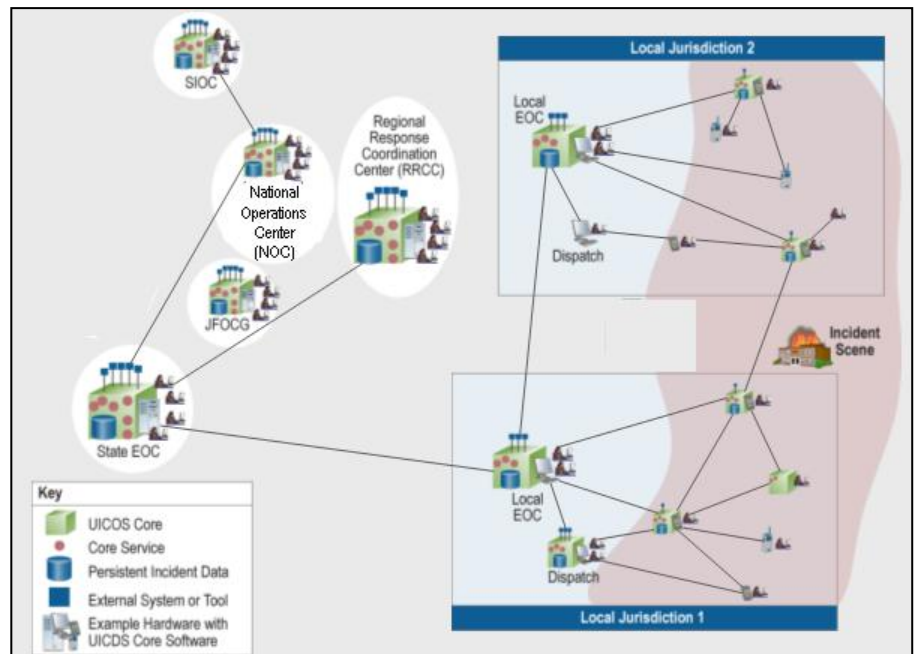 SIOC
National
Operations
Center
(NOC)
Regional
Response
Coordination
Center (RRCC)
JFOCG
State EOC
Local Jurisdiction 2
Local
EOC
Dispatch
Incident
Scene
Local
EOC
Dispatch
Local Jurisdiction 1
Key
UICOS Core
Core Service
Persistent Incident Data
External System or Tool
Example Hardware with
UICDS Core Software